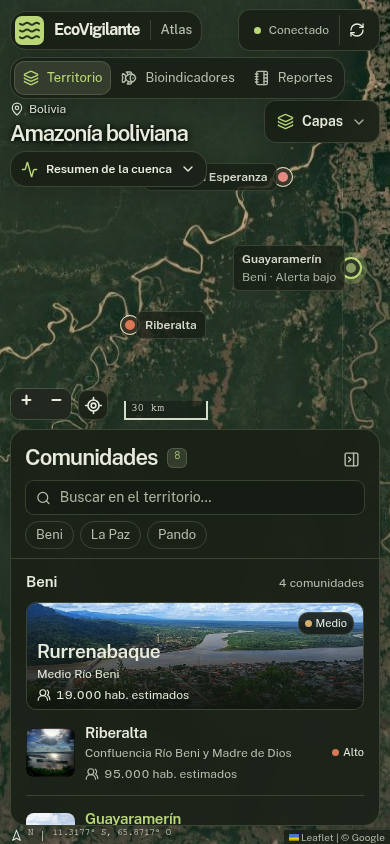 EcoVigilante
Atlas
Conectado
Territorio
Bioindicadores
Reportes
Bolivia
Amazonía boliviana
Capas
Resumen de la cuenca
Esperanza
Guayaramerín
Beni · Alerta bajo
Riberalta
+ −
30 km
Comunidades 8
Buscar en el territorio...
Beni
La Paz
Pando
Beni
4 comunidades
Medio
Rurrenabaque
Medio Río Beni
19.000 hab. estimados
Riberalta
Confluencia Río Beni y Madre de Dios
Alto
95.000 hab. estimados
Guayaramerín
N | 11.3177° S, 65.8717° O
Leaflet | © Google